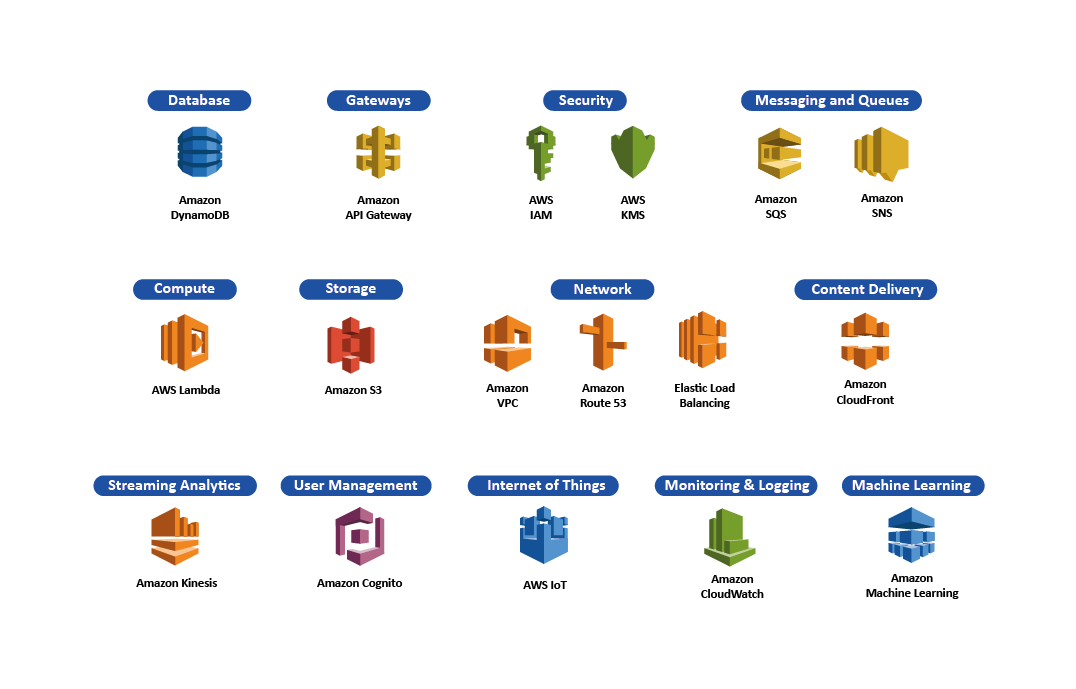 Database
Gateways
Security
Messaging and Queues
Amazon
DynamoDB
Amazon
API Gateway
AWS
IAM
AWS
KMS
Amazon
SQS
Amazon
SNS
Compute
Storage
Network
Content Delivery
AWS Lambda
Amazon S3
Amazon
VPC
Amazon
Route 53
Elastic Load
Balancing
Amazon
CloudFront
Streaming Analytics
User Management
Internet of Things
Monitoring & Logging
Machine Learning
Amazon Kinesis
Amazon Cognito
AWS IoT
Amazon
CloudWatch
Amazon
Machine Learning